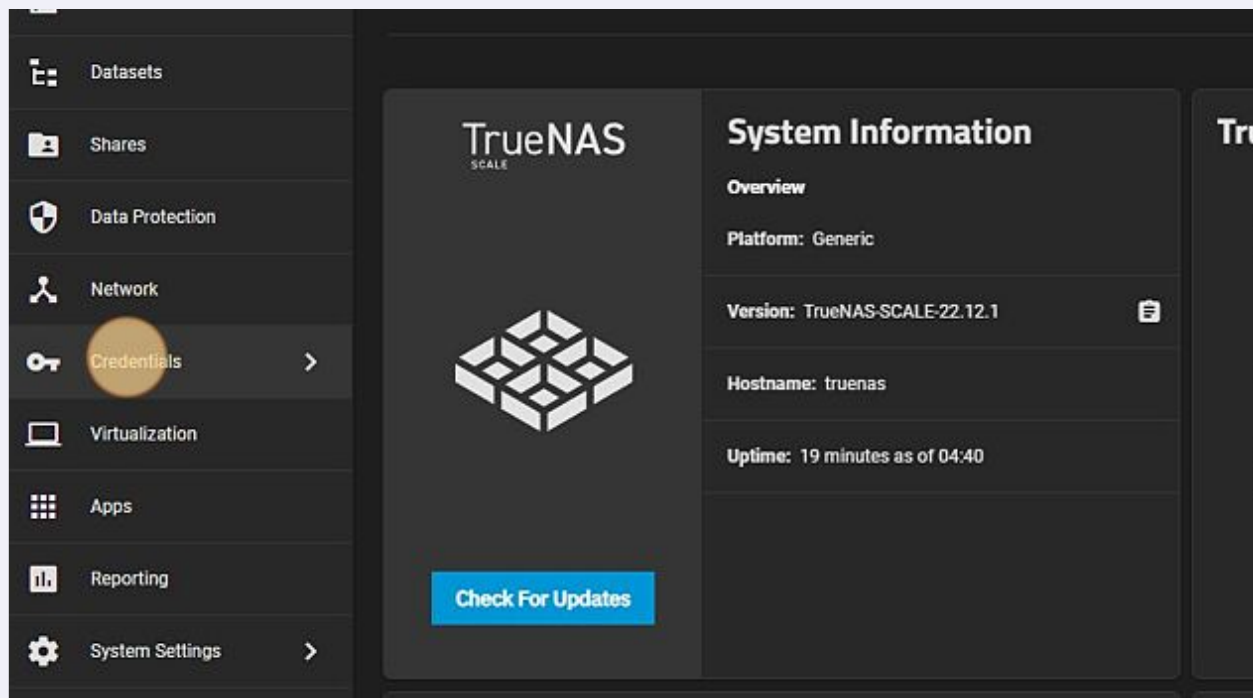 Datasets
Shares
Data Protection
Network
Credentials
Virtualization
Apps
Reporting
System Settings
TrueNAS
SCALE
Check For Updates
System Information
Overview
Platform: Generic
Version: TrueNAS-SCALE-22.12.1
Hostname: truenas
Uptime: 19 minutes as of 04:40